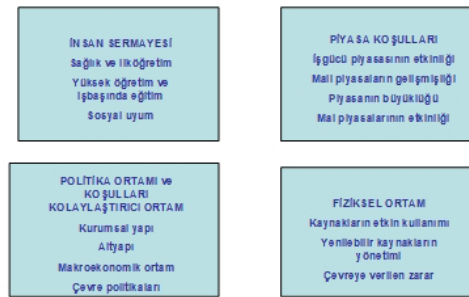 İNSAN SERMAYESİ
Sağlık ve ilköğretim
Yüksek öğretim ve
işbaşında eğitim
Sosyal uyum
PİYASA KOŞULLARI
İşgücü piyasasının etkinliği
Mali piyasaların gelişmişliği
Piyasanın büyüklüğü
Mal piyasalarının etkinliği
POLİTİKA ORTAMI ve
KOŞULLARI
KOLAYLAŞTIRICI ORTAM
Kurumsal yapı
Altyapı
Makroekonomik ortam
Çevre politikaları
FİZİKSEL ORTAM
Kaynakların etkin kullanımı
Yenilebilir kaynakların
yönetimi
Çevreye verilen zarar